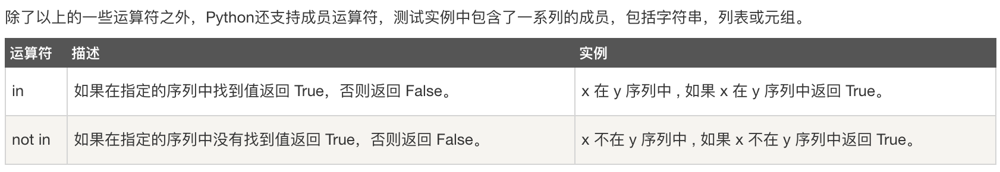 除了以上的一些运算符之外，Python还支持成员运算符，测试实例中包含了一系列的成员，包括字符串，列表或元组。
运算符 描述 实例
in 如果在指定的序列中找到值返回 True，否则返回 False。 x 在 y 序列中 , 如果 x 在 y 序列中返回 True。
not in 如果在指定的序列中没有找到值返回 True，否则返回 False。 x 不在 y 序列中 , 如果 x 不在 y 序列中返回 True。